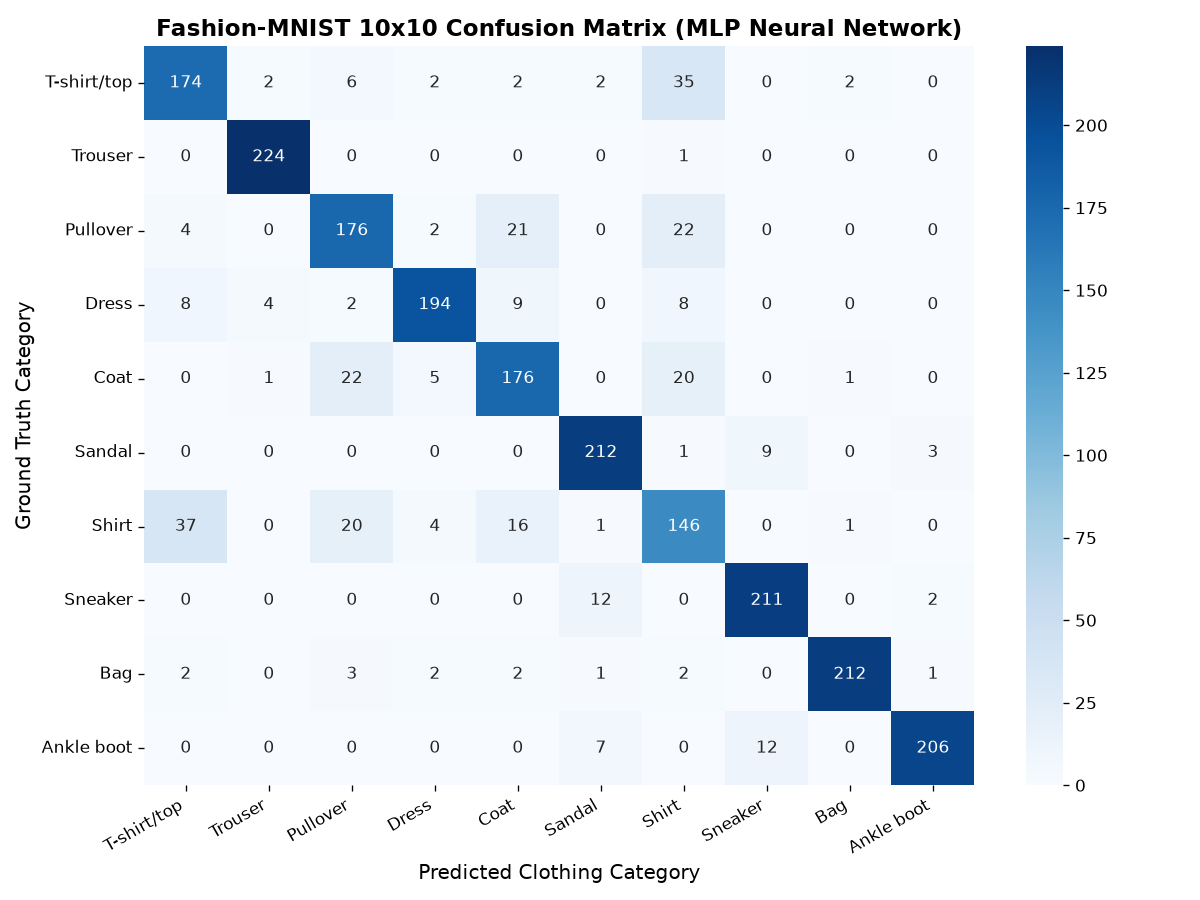 Fashion-MNIST 10x10 Confusion Matrix (MLP Neural Network)
Ground Truth Category
T-shirt/top 174 2 6 2 2 2 35 0 2 0
Trouser 0 224 0 0 0 0 1 0 0 0
Pullover 4 0 176 2 21 0 22 0 0 0
Dress 8 4 2 194 9 0 8 0 0 0
Coat 0 1 22 5 176 0 20 0 1 0
Sandal 0 0 0 0 0 212 1 9 0 3
Shirt 37 0 20 4 16 1 146 0 1 0
Sneaker 0 0 0 0 0 12 0 211 0 2
Bag 2 0 3 2 2 1 2 0 212 1
Ankle boot 0 0 0 0 0 7 0 12 0 206
T-shirt/top Trouser Pullover Dress Coat Sandal Shirt Sneaker Bag Ankle boot
Predicted Clothing Category
200
175
150
125
100
75
50
25
0